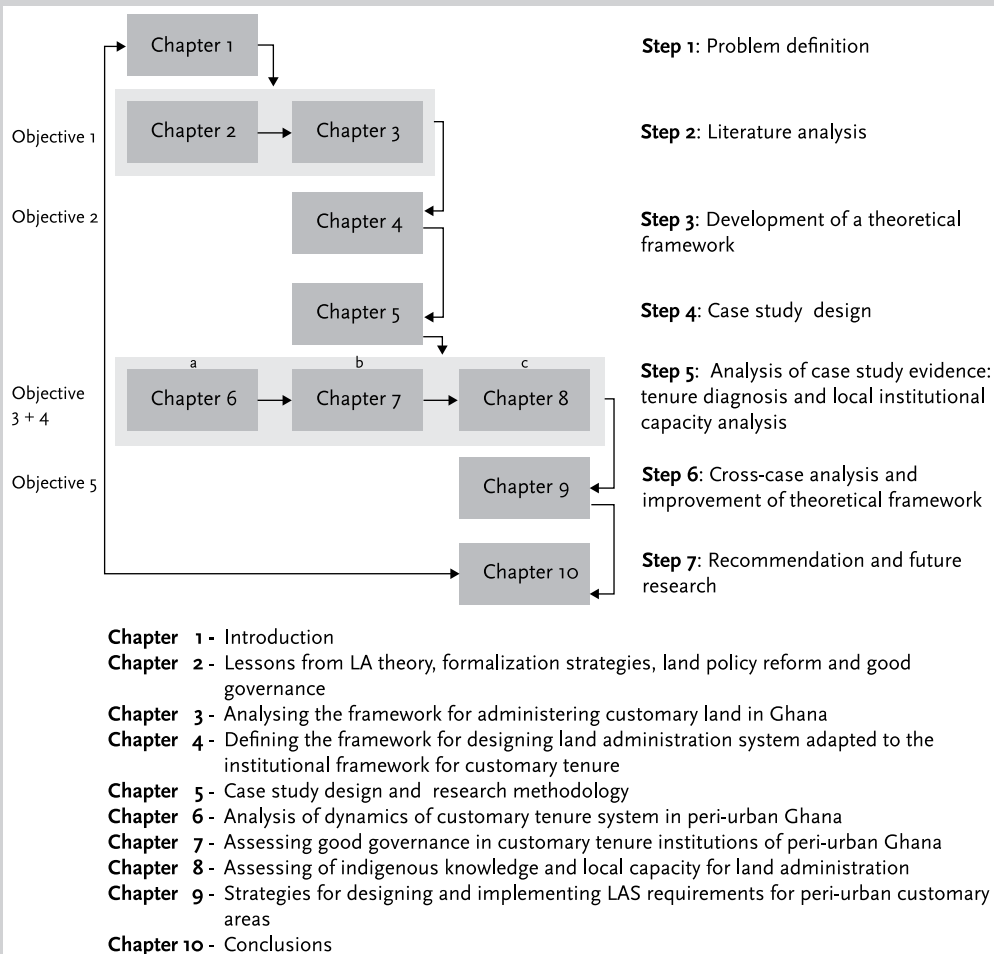 Chapter 1
Step 1: Problem definition
Objective 1
Chapter 2
Chapter 3
Step 2: Literature analysis
Objective 2
Chapter 4
Step 3: Development of a theoretical
framework
Chapter 5
Step 4: Case study design
a
b
c
Objective
3 + 4
Chapter 6
Chapter 7
Chapter 8
Step 5: Analysis of case study evidence:
tenure diagnosis and local institutional
capacity analysis
Objective 5
Chapter 9
Step 6: Cross-case analysis and
improvement of theoretical framework
Chapter 10
Step 7: Recommendation and future
research
Chapter 1 - Introduction
Chapter 2 - Lessons from LA theory, formalization strategies, land policy reform and good
governance
Chapter 3 - Analysing the framework for administering customary land in Ghana
Chapter 4 - Defining the framework for designing land administration system adapted to the
institutional framework for customary tenure
Chapter 5 - Case study design and research methodology
Chapter 6 - Analysis of dynamics of customary tenure system in peri-urban Ghana
Chapter 7 - Assessing good governance in customary tenure institutions of peri-urban Ghana
Chapter 8 - Assessing of indigenous knowledge and local capacity for land administration
Chapter 9 - Strategies for designing and implementing LAS requirements for peri-urban customary
areas
Chapter 10 - Conclusions